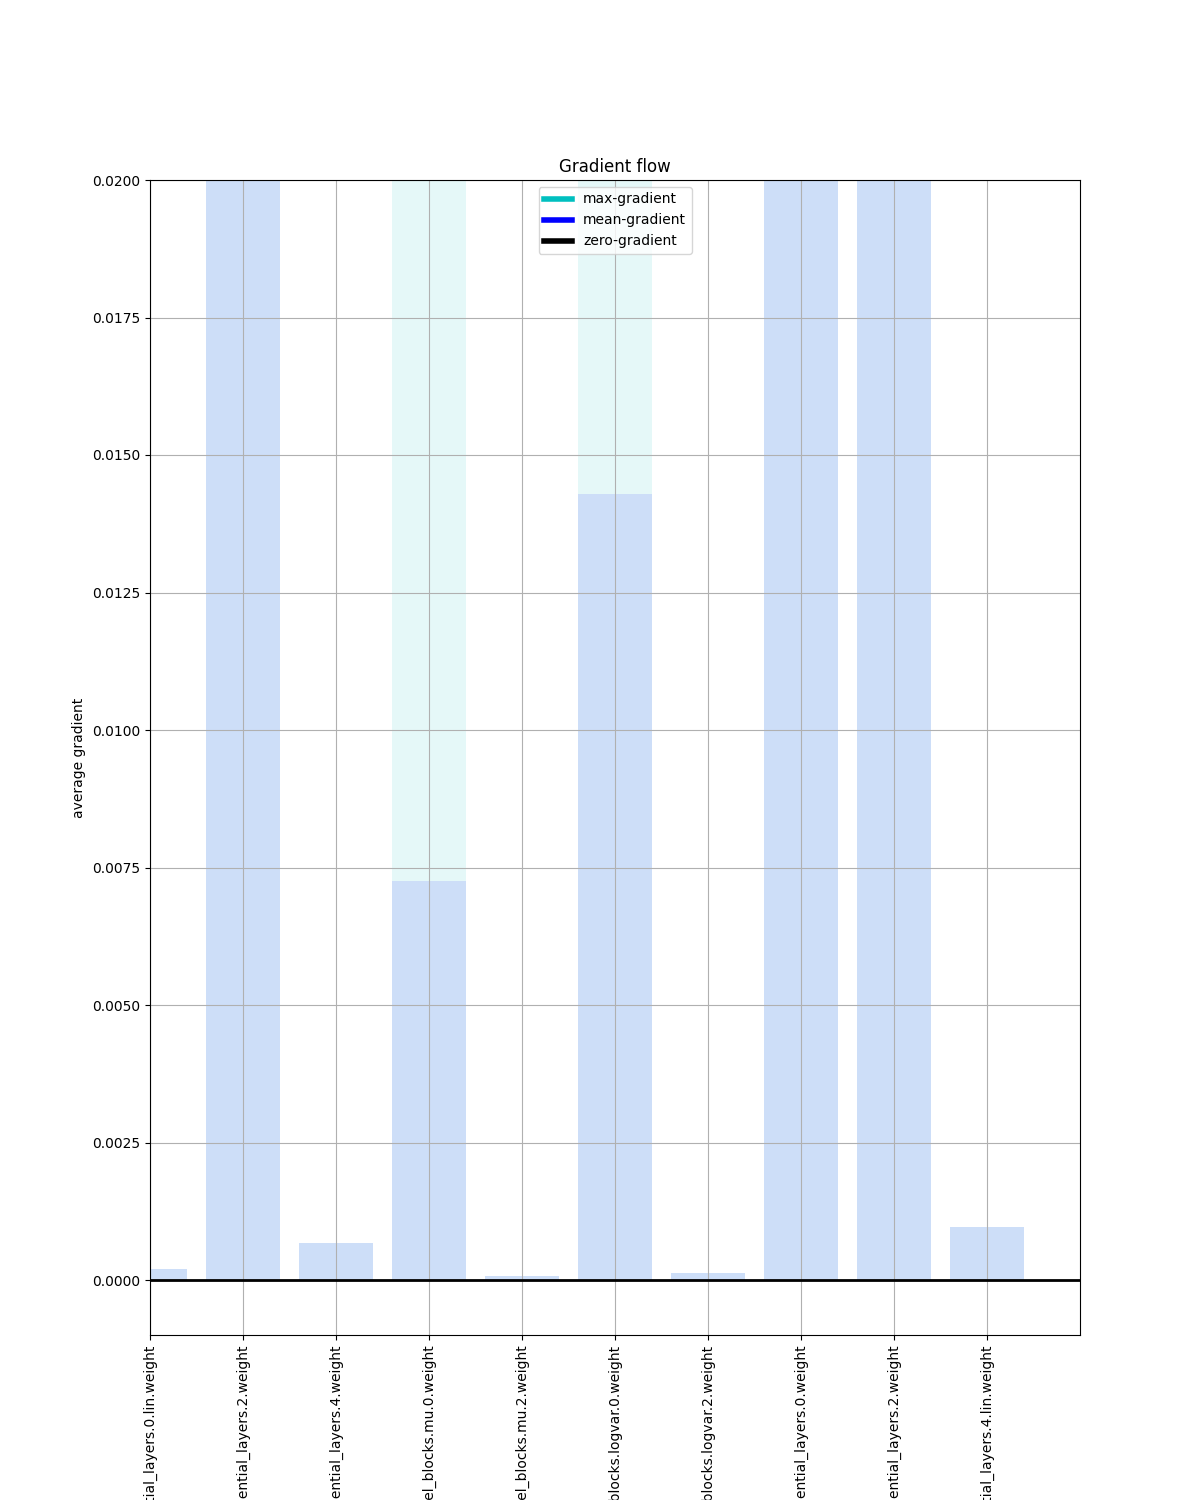 Gradient flow
max-gradient
mean-gradient
zero-gradient
0.0200
0.0175
0.0150
0.0125
0.0100
0.0075
0.0050
0.0025
0.0000
average gradient
tial_layers.0.lin.weight
ential_layers.2.weight
ential_layers.4.weight
el_blocks.mu.0.weight
el_blocks.mu.2.weight
blocks.logvar.0.weight
blocks.logvar.2.weight
ential_layers.0.weight
ential_layers.2.weight
tial_layers.4.lin.weight